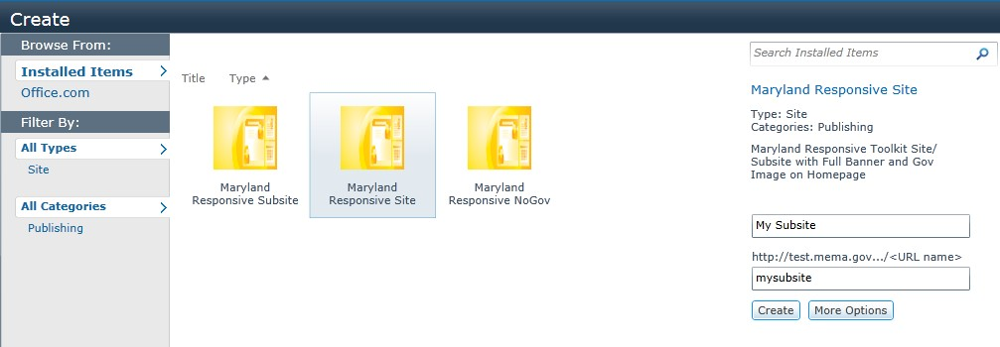 Create
Browse From:
Installed Items
Office.com
Filter By:
All Types
Site
All Categories
Publishing
Title Type
Maryland
Responsive Subsite
Maryland
Responsive Site
Maryland
Responsive NoGov
Search Installed Items
Maryland Responsive Site
Type: Site
Categories: Publishing
Maryland Responsive Toolkit Site/
Subsite with Full Banner and Gov
Image on Homepage
My Subsite
http://test.mema.gov.../<URL name>
mysubsite
Create More Options